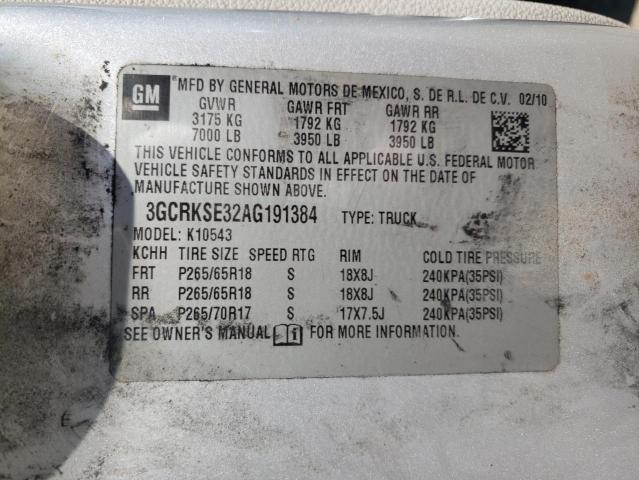 GM ®MFD BY GENERAL MOTORS DE MEXICO, S. DE R.L. DE C.V. 02/10
GVWR GAWR FRT GAWR RR
3175 KG 1792 KG 1792 KG
7000 LB 3950 LB 3950 LB
THIS VEHICLE CONFORMS TO ALL APPLICABLE U.S. FEDERAL MOTOR
VEHICLE SAFETY STANDARDS IN EFFECT ON THE DATE OF
MANUFACTURE SHOWN ABOVE.
3GCRKSE32AG191384 TYPE: TRUCK
MODEL: K10543
KCHH TIRE SIZE SPEED RTG RIM COLD TIRE PRESSURE
FRT P265/65R18 S 18X8J 240KPA(35PSI)
RR P265/65R18 S 18X8J 240KPA(35PSI)
SPA P265/70R17 S 17X7.5J 240KPA(35PSI)
SEE OWNER'S MANUAL FOR MORE INFORMATION.